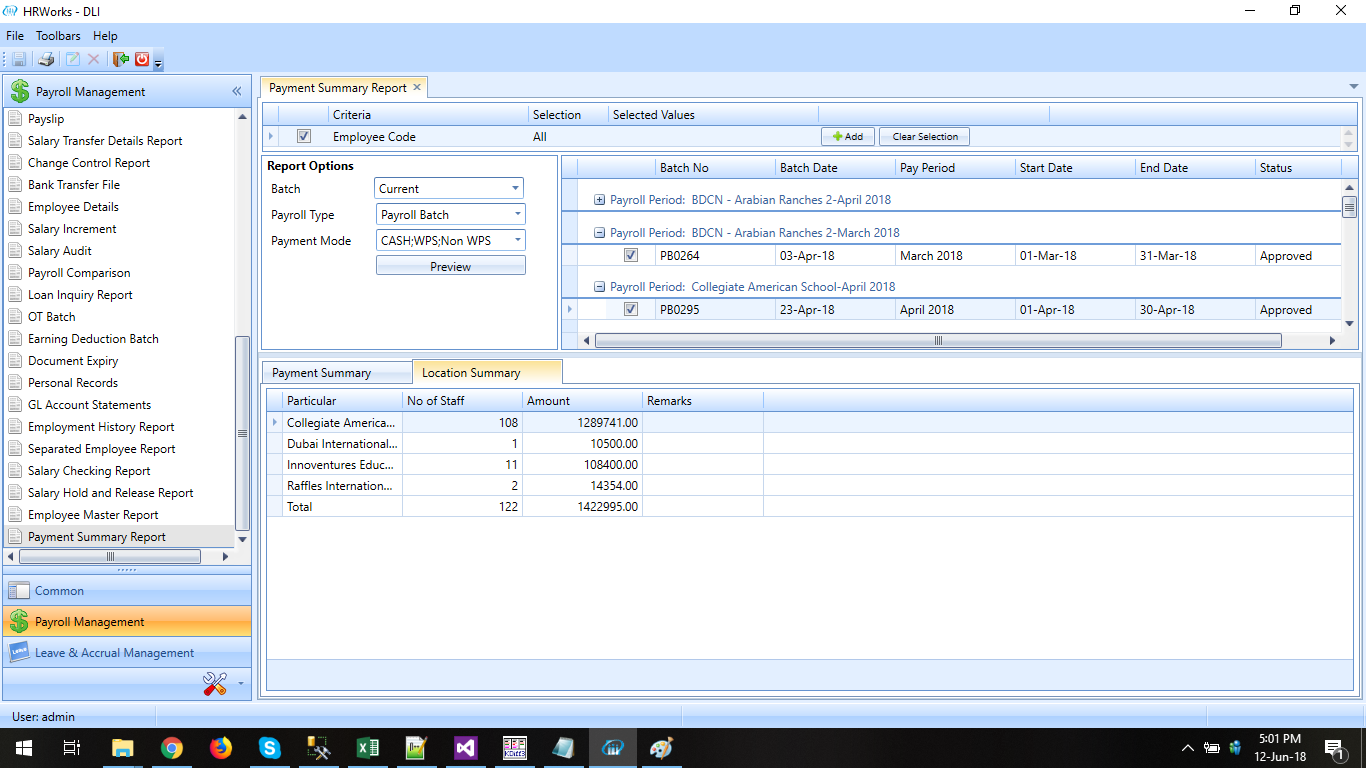 HRWorks - DLI
File Toolbars Help
Payroll Management
Payslip
Salary Transfer Details Report
Change Control Report
Bank Transfer File
Employee Details
Salary Increment
Salary Audit
Payroll Comparison
Loan Inquiry Report
OT Batch
Earning Deduction Batch
Document Expiry
Personal Records
GL Account Statements
Employment History Report
Separated Employee Report
Salary Checking Report
Salary Hold and Release Report
Employee Master Report
Payment Summary Report
Common
Payroll Management
Leave & Accrual Management
Payment Summary Report
Criteria Selection Selected Values
Employee Code All Add Clear Selection
Report Options
Batch Current
Payroll Type Payroll Batch
Payment Mode CASH;WPS;Non WPS
Preview
Batch No Batch Date Pay Period Start Date End Date Status
Payroll Period: BDCN - Arabian Ranches 2-April 2018
Payroll Period: BDCN - Arabian Ranches 2-March 2018
PB0264 03-Apr-18 March 2018 01-Mar-18 31-Mar-18 Approved
Payroll Period: Collegiate American School-April 2018
PB0295 23-Apr-18 April 2018 01-Apr-18 30-Apr-18 Approved
Payment Summary Location Summary
Particular No of Staff Amount Remarks
Collegiate America... 108 1289741.00
Dubai International... 1 10500.00
Innoventures Educ... 11 108400.00
Raffles Internation... 2 14354.00
Total 122 1422995.00
User: admin
5:01 PM
12-Jun-18
1